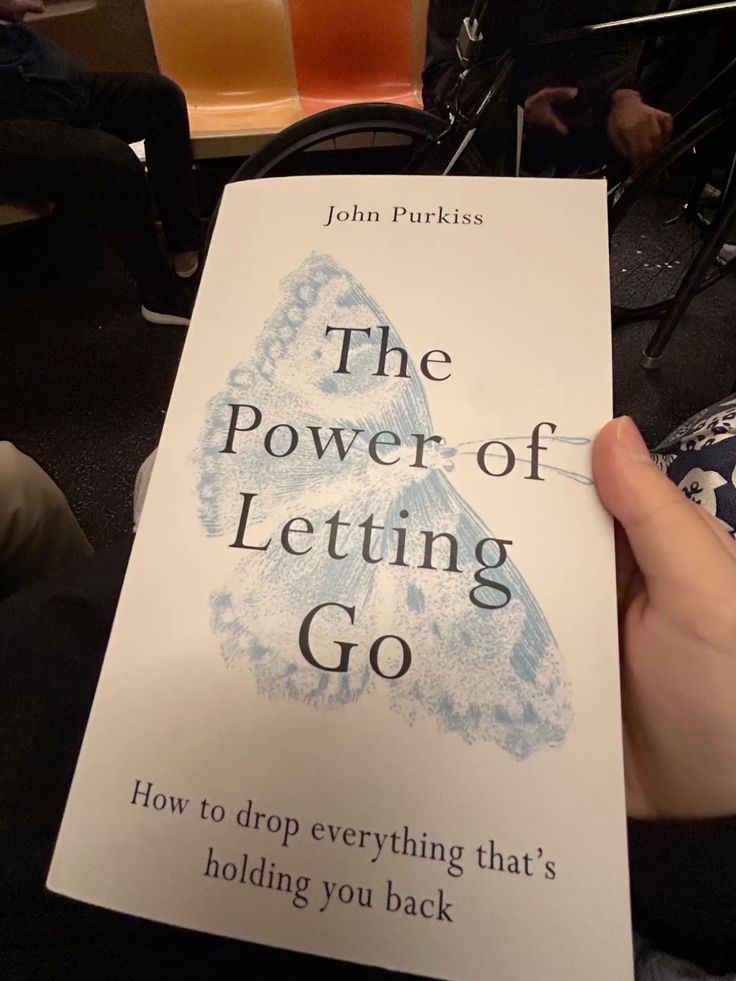 John Purkiss
The
Power of
Letting
Go
How to drop everything that's
holding you back